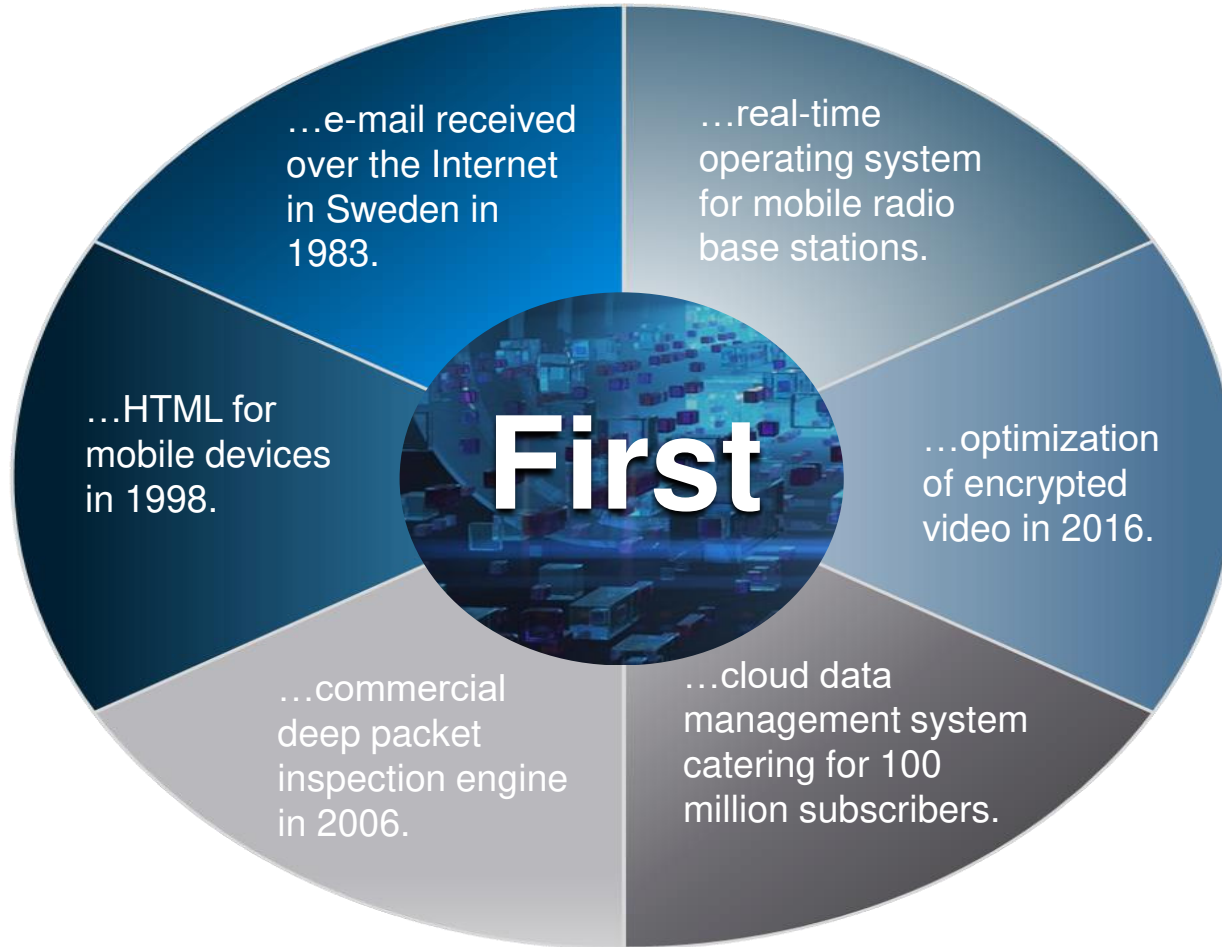 …e-mail received
over the Internet
in Sweden in
1983.
…real-time
operating system
for mobile radio
base stations.
…HTML for
mobile devices
in 1998.
First
…optimization
of encrypted
video in 2016.
…commercial
deep packet
inspection engine
in 2006.
…cloud data
management system
catering for 100
million subscribers.